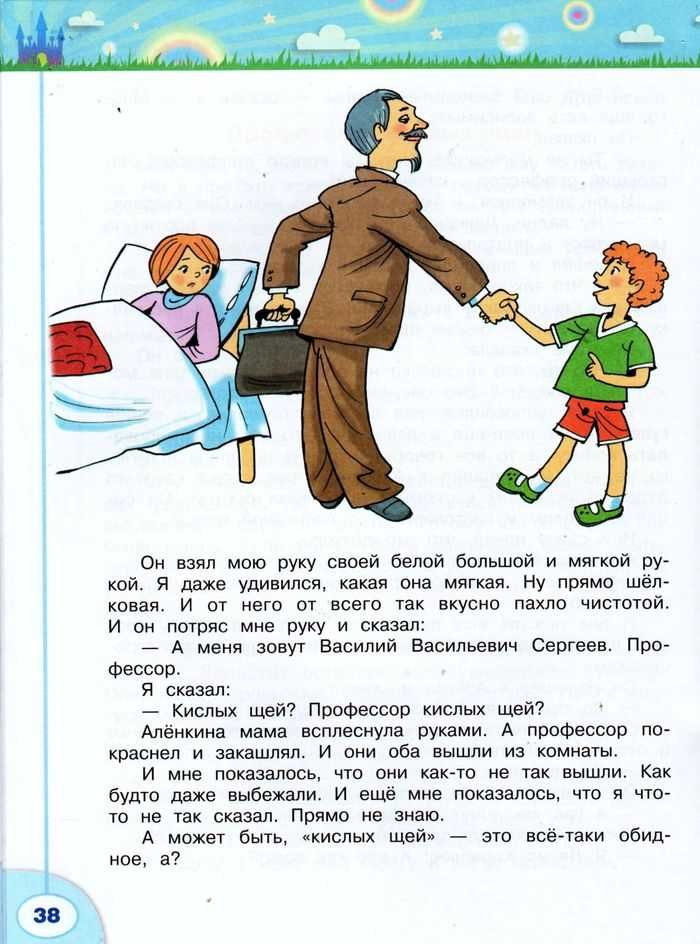 Он взял мою руку своей белой большой и мягкой ру-
кой. Я даже удивился, какая она мягкая. Ну прямо шёл-
ковая. И от него от всего так вкусно пахло чистотой.
И он потряс мне руку и сказал:
— А меня зовут Василий Васильевич Сергеев. Про-
фессор.
Я сказал:
— Кислых щей? Профессор кислых щей?
Алёнкина мама всплеснула руками. А профессор по-
краснел и закашлял. И они оба вышли из комнаты.
И мне показалось, что они как-то не так вышли. Как
будто даже выбежали. И ещё мне показалось, что я что-
то не так сказал. Прямо не знаю.
А может быть, «кислых щей» — это всё-таки обид-
ное, а?
38